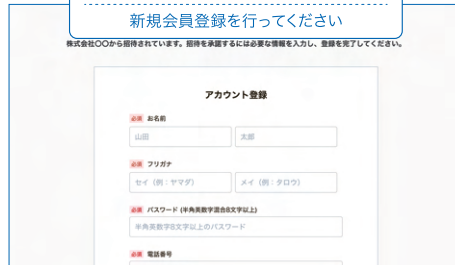 新規会員登録を行ってください
株式会社〇〇から招待されています。招待を承諾するには必要な情報を入力し、登録を完了してください。
アカウント登録
必須 お名前
山田 太郎
必須 フリガナ
セイ（例：ヤマダ） メイ（例：タロウ）
必須 パスワード (半角英数字混合8文字以上)
半角英数字8文字以上のパスワード
必須 電話番号